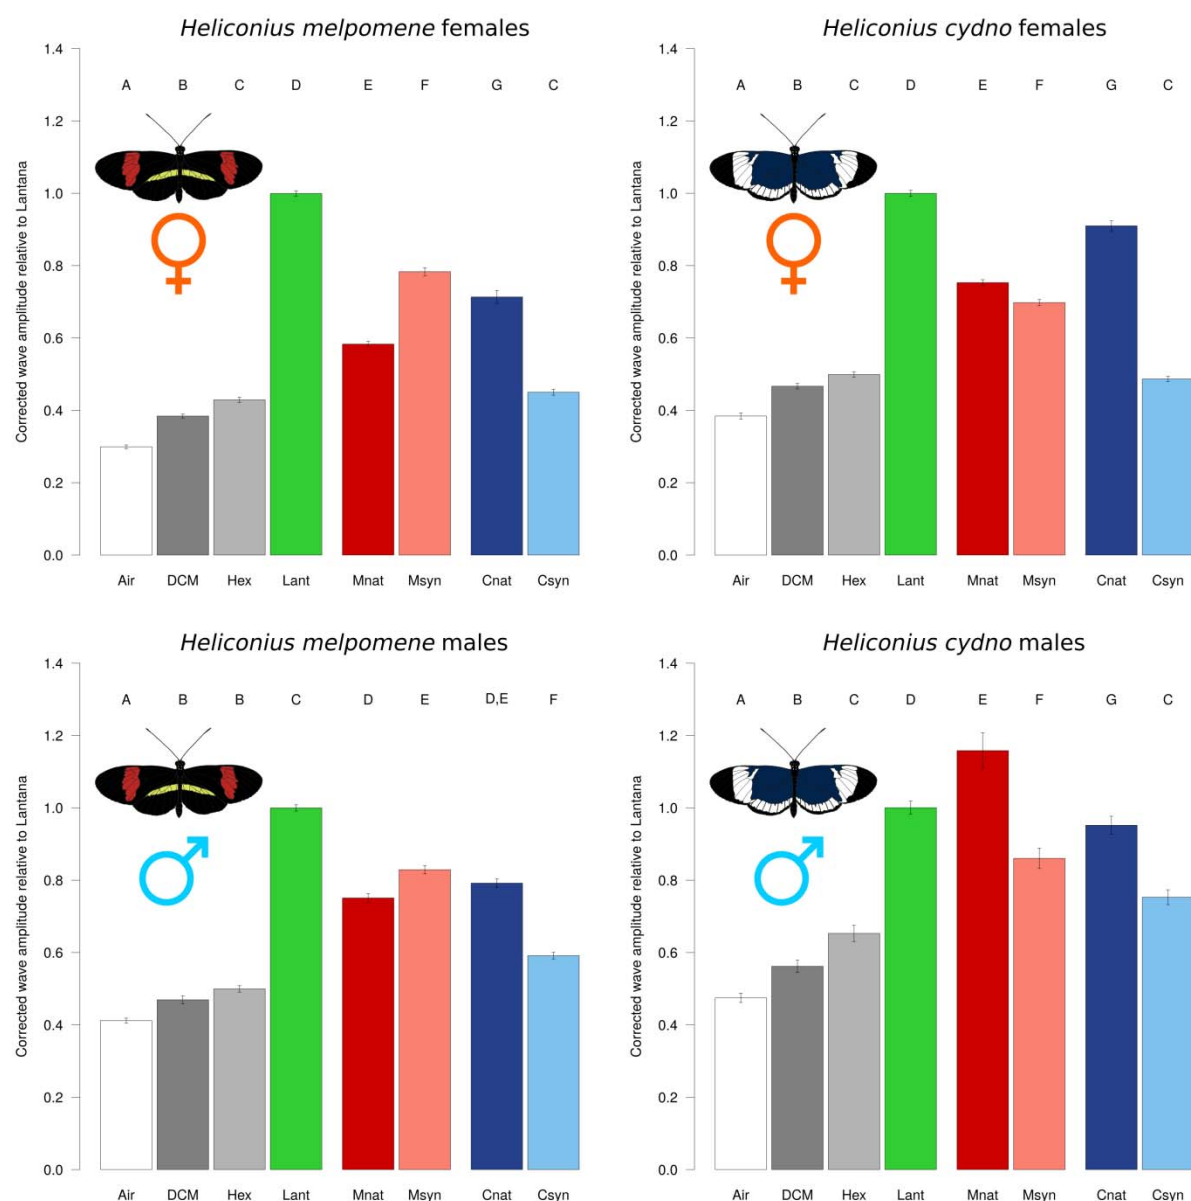 Heliconius melpomene females
1.4
A B C D E F G C
1.2
1.0
0.8
0.6
0.4
0.2
0.0
Corrected wave amplitude relative to Lantana
Air DCM Hex Lant Mnat Msyn Cnat Csyn
Heliconius cydno females
1.4
A B C D E F G C
1.2
1.0
0.8
0.6
0.4
0.2
0.0
Corrected wave amplitude relative to Lantana
Air DCM Hex Lant Mnat Msyn Cnat Csyn
Heliconius melpomene males
1.4
A B B C D E D,E F
1.2
1.0
0.8
0.6
0.4
0.2
0.0
Corrected wave amplitude relative to Lantana
Air DCM Hex Lant Mnat Msyn Cnat Csyn
Heliconius cydno males
1.4
A B C D E F G C
1.2
1.0
0.8
0.6
0.4
0.2
0.0
Corrected wave amplitude relative to Lantana
Air DCM Hex Lant Mnat Msyn Cnat Csyn